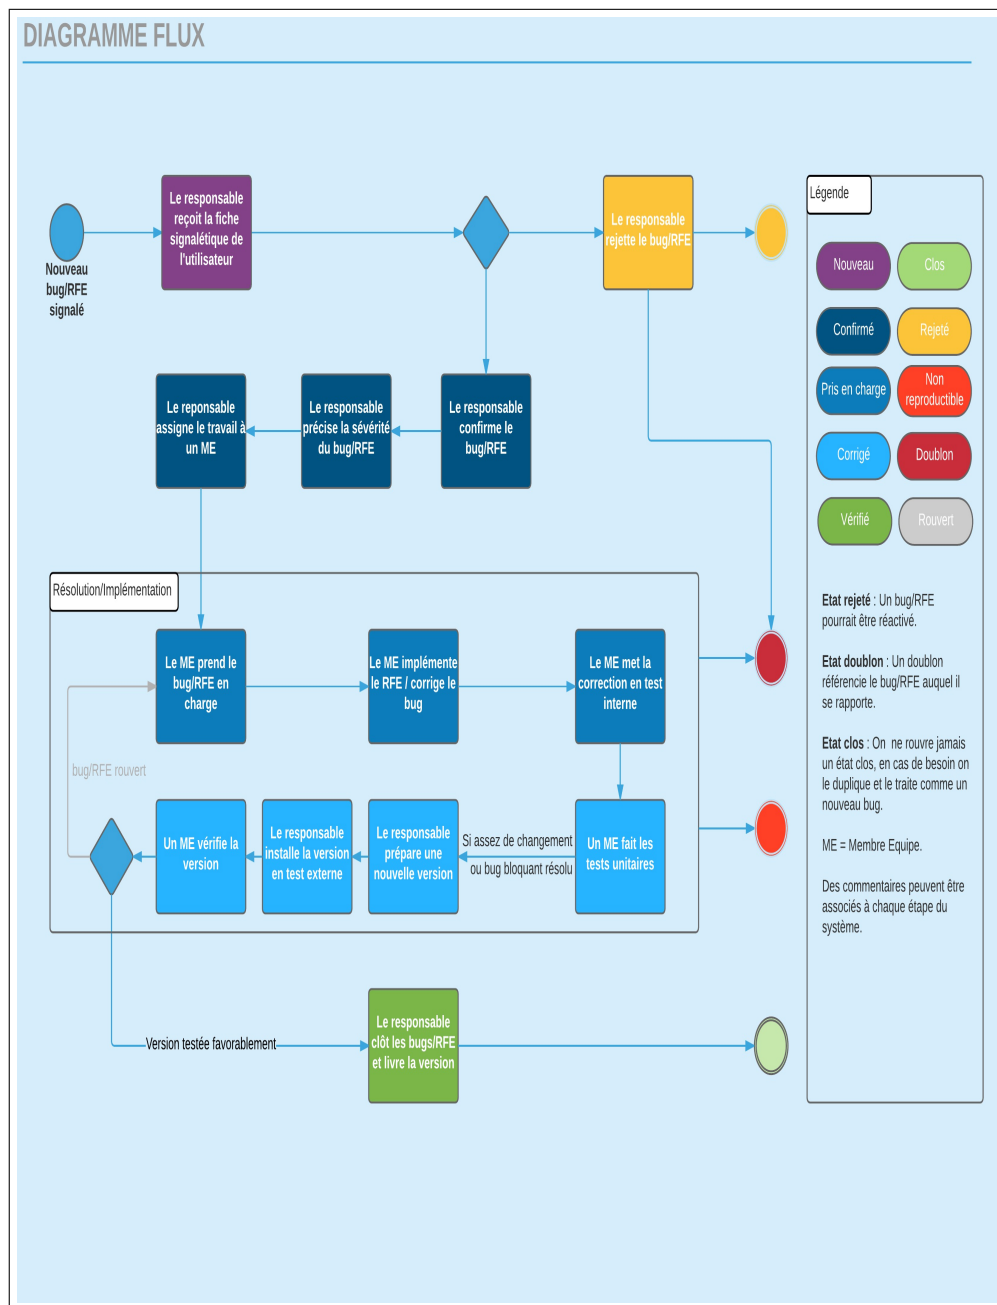 DIAGRAMME FLUX
Nouveau
bug/RFE
signalé
Le responsable
reçoit la fiche
signalétique de
l'utilisateur
Le responsable
rejette le bug/RFE
Le reponsable
assigne le travail à
un ME
Le responsable
précise la sévérité
du bug/RFE
Le responsable
confirme le
bug/RFE
Résolution/Implémentation
Le ME prend le
bug/RFE en
charge
Le ME implémente
le RFE / corrige le
bug
Le ME met la
correction en test
interne
bug/RFE rouvert
Un ME vérifie la
version
Le responsable
installe la version
en test externe
Le responsable
prépare une
nouvelle version
Si assez de changement
ou bug bloquant résolu
Un ME fait les
tests unitaires
Version testée favorablement
Le responsable
clôt les bugs/RFE
et livre la version
Légende
Nouveau
Clos
Confirmé
Rejeté
Pris en charge
Non
reproductible
Corrigé
Doublon
Vérifié
Rouvert
Etat rejeté : Un bug/RFE
pourrait être réactivé.
Etat doublon : Un doublon
référencie le bug/RFE auquel il
se rapporte.
Etat clos : On ne rouvre jamais
un état clos, en cas de besoin on
le duplique et le traite comme un
nouveau bug.
ME = Membre Equipe.
Des commentaires peuvent être
associés à chaque étape du
système.